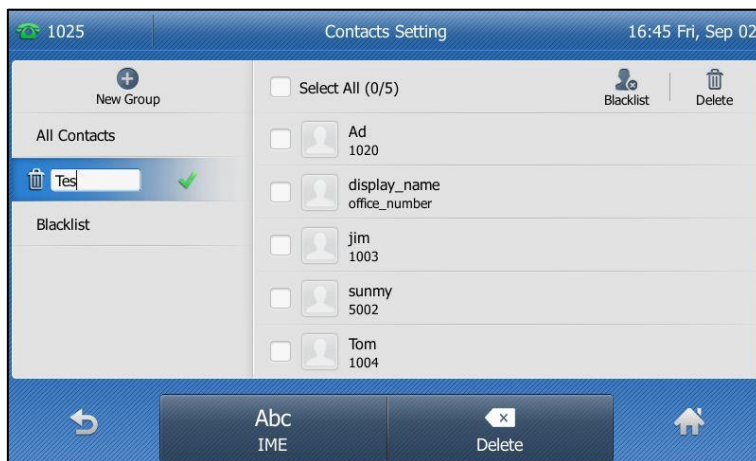 1025
Contacts Setting
16:45 Fri, Sep 02
New Group
All Contacts
Tes
Blacklist
Select All (0/5)
Blacklist
Delete
Ad
1020
display_name
office_number
jim
1003
sunmy
5002
Tom
1004
Abc
IME
Delete